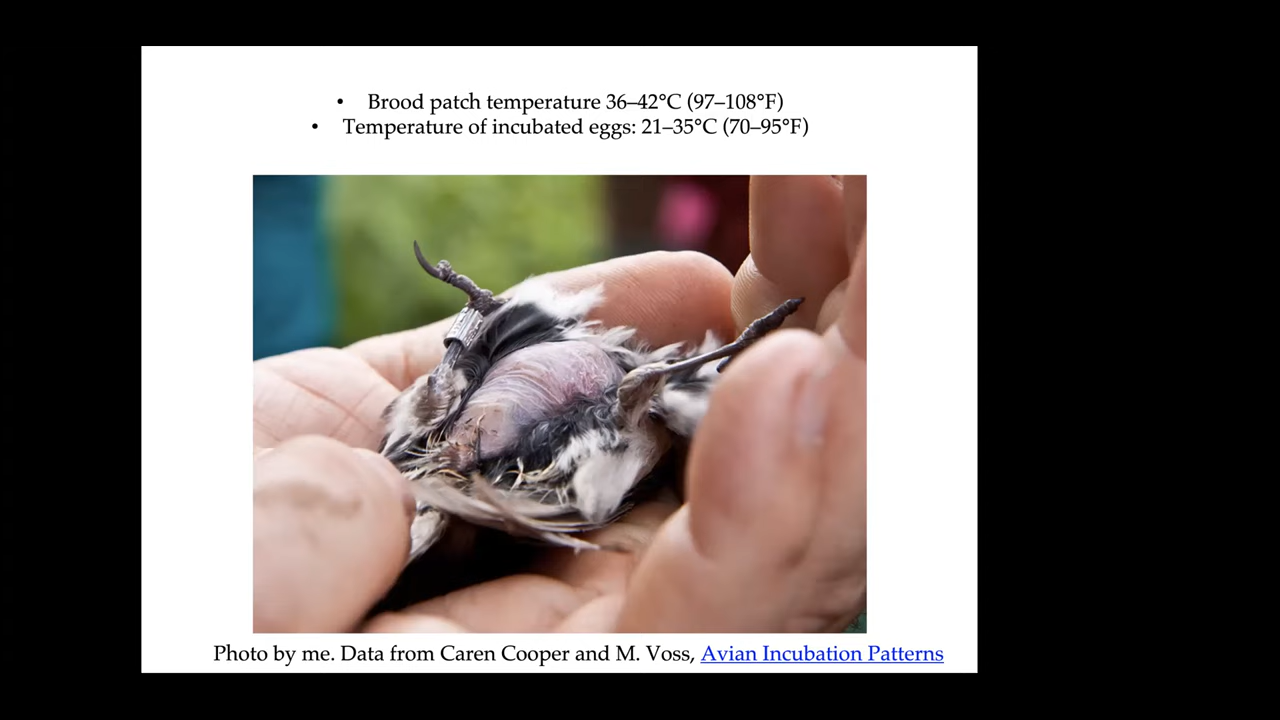 • Brood patch temperature 36–42°C (97–108°F)
• Temperature of incubated eggs: 21–35°C (70–95°F)
Photo by me. Data from Caren Cooper and M. Voss, Avian Incubation Patterns